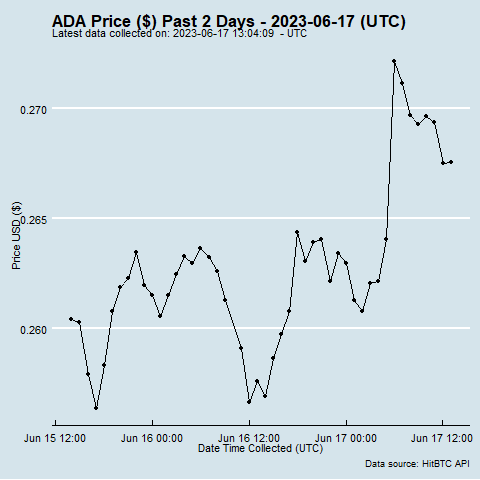 ADA Price ($) Past 2 Days - 2023-06-17 (UTC)
Latest data collected on: 2023-06-17 13:04:09  - UTC
0.270
0.265
0.260
Price USD ($)
Jun 15 12:00
Jun 16 00:00
Jun 16 12:00
Jun 17 00:00
Jun 17 12:00
Date Time Collected (UTC)
Data source: HitBTC API